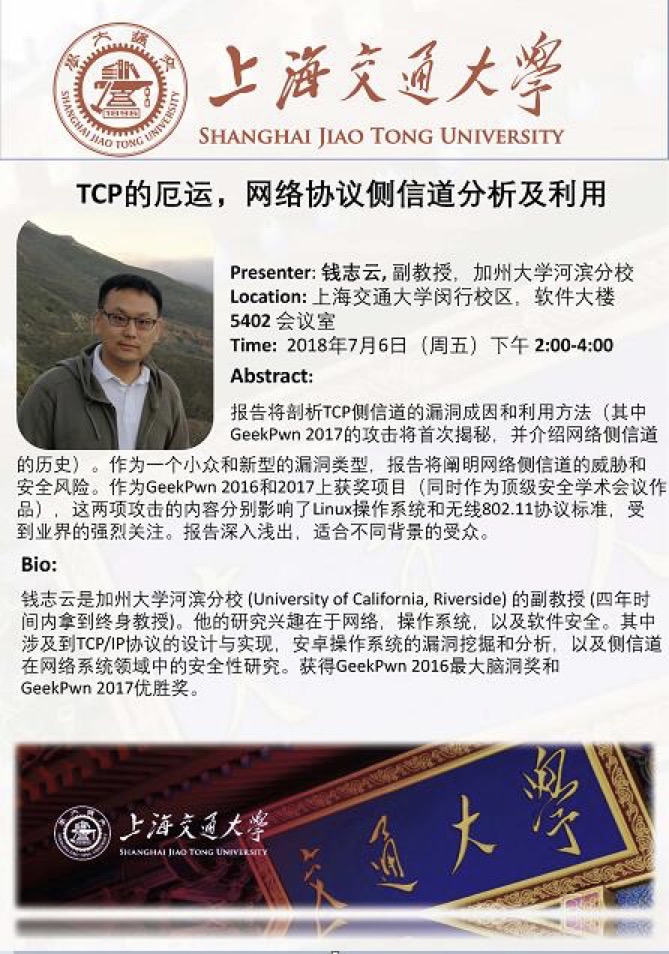 交通大學
SHANGHAI JIAO TONG UNIVERSITY
1896
上海交通大學
SHANGHAI JIAO TONG UNIVERSITY
TCP的厄运，网络协议侧信道分析及利用
Presenter: 钱志云, 副教授，加州大学河滨分校
Location: 上海交通大学闵行校区，软件大楼
5402 会议室
Time: 2018年7月6日（周五）下午 2:00-4:00
Abstract:
报告将剖析TCP侧信道的漏洞成因和利用方法（其中
GeekPwn 2017的攻击将首次揭秘，并介绍网络侧信道
的历史）。作为一个小众和新型的漏洞类型，报告将阐明网络侧信道的威胁和
安全风险。作为GeekPwn 2016和2017上获奖项目（同时作为顶级安全学术会议作
品），这两项攻击的内容分别影响了Linux操作系统和无线802.11协议标准，受
到业界的强烈关注。报告深入浅出，适合不同背景的受众。
Bio:
钱志云是加州大学河滨分校 (University of California, Riverside) 的副教授 (四年时
间内拿到终身教授)。他的研究兴趣在于网络，操作系统，以及软件安全。其中
涉及到TCP/IP协议的设计与实现，安卓操作系统的漏洞挖掘和分析，以及侧信道
在网络系统领域中的安全性研究。获得GeekPwn 2016最大脑洞奖和
GeekPwn 2017优胜奖。
上海交通大學
SHANGHAI JIAO TONG UNIVERSITY
交通大學